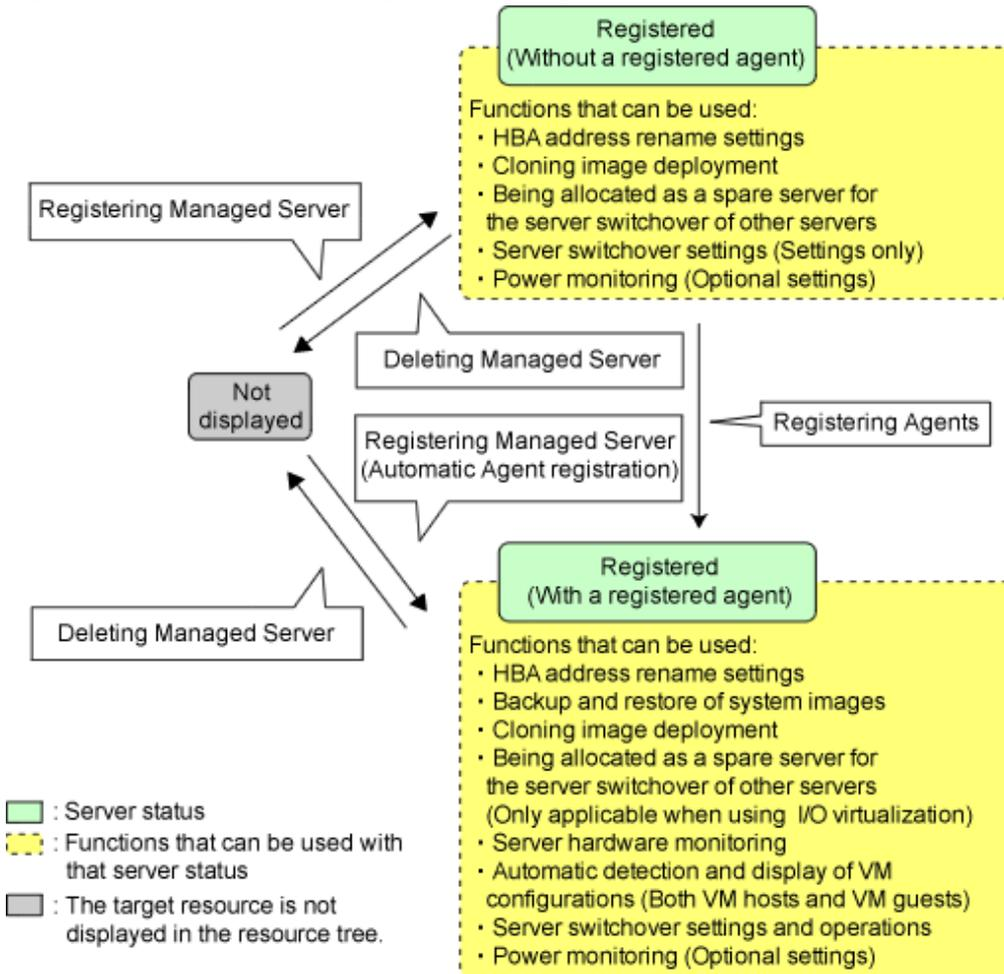 Registered
(Without a registered agent)
Functions that can be used:
・HBA address rename settings
・Cloning image deployment
・Being allocated as a spare server for
the server switchover of other servers
・Server switchover settings (Settings only)
・Power monitoring (Optional settings)
Registering Managed Server
Deleting Managed Server
Not
displayed
Registering Managed Server
(Automatic Agent registration)
Registering Agents
Deleting Managed Server
Registered
(With a registered agent)
Functions that can be used:
・HBA address rename settings
・Backup and restore of system images
・Cloning image deployment
・Being allocated as a spare server for
the server switchover of other servers
(Only applicable when using I/O virtualization)
・Server hardware monitoring
・Automatic detection and display of VM
configurations (Both VM hosts and VM guests)
・Server switchover settings and operations
・Power monitoring (Optional settings)
: Server status
: Functions that can be used with
that server status
: The target resource is not
displayed in the resource tree.